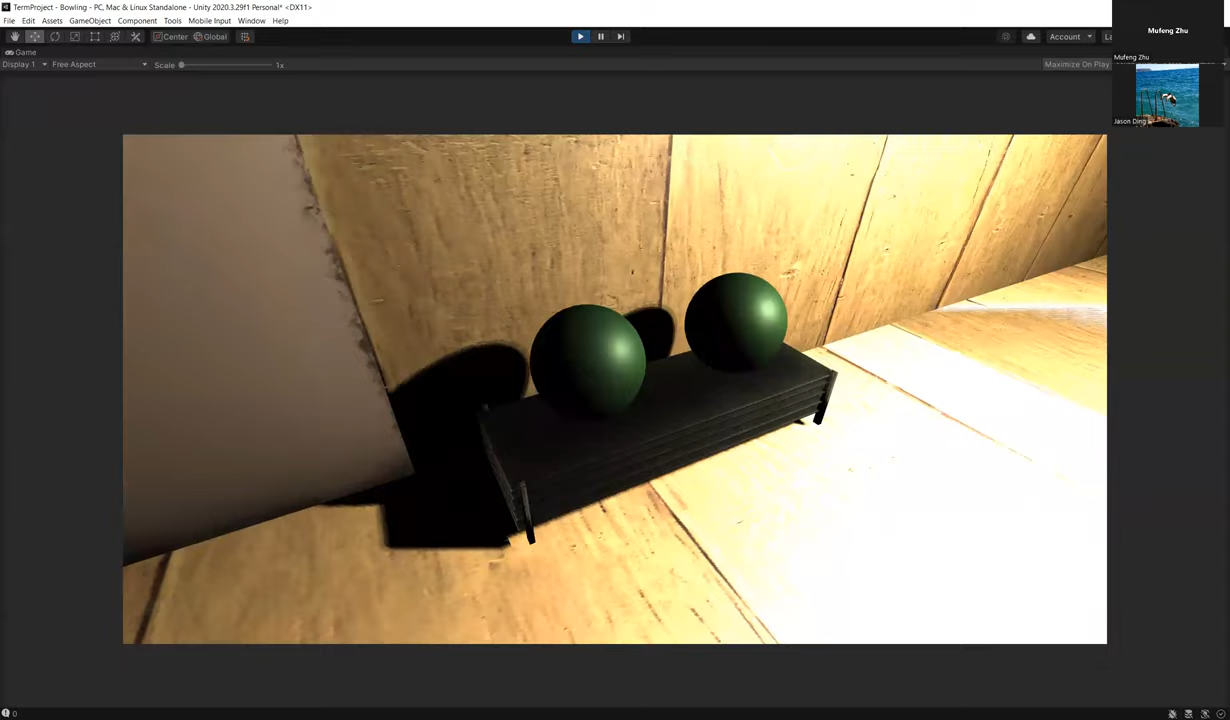 TermProject - Bowling - PC, Mac & Linux Standalone - Unity 2020.3.29f1 Personal* <DX11>
File Edit Assets GameObject Component Tools Mobile Input Window Help
Center Global
Account
La
Game
Display 1 Free Aspect Scale 1x
Maximize On Play
Mufeng Zhu
Mufeng Zhu
Jason Ding
0